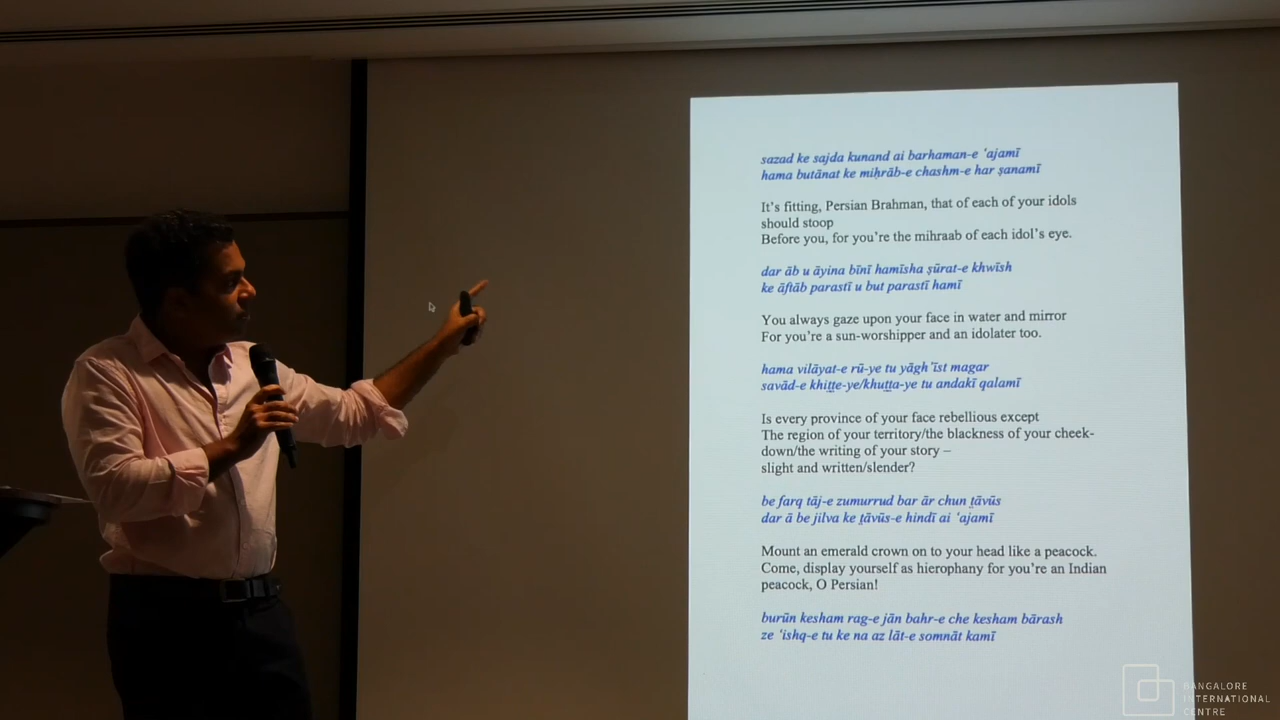 sazad ke sajda kunand ai barhaman-e ‘ajamī
hama butānat ke miḥrāb-e chashm-e har ṣanamī
It’s fitting, Persian Brahman, that of each of your idols
should stoop
Before you, for you’re the mihraab of each idol’s eye.
dar āb u āyina bīnī hamīsha ṣūrat-e khwīsh
ke āftāb parastī u but parastī hamī
You always gaze upon your face in water and mirror
For you’re a sun-worshipper and an idolater too.
hama vilāyat-e rū-ye tu yāgh’īst magar
savād-e khiṭṭe-ye/khuṭṭa-ye tu andakī qalamī
Is every province of your face rebellious except
The region of your territory/the blackness of your cheek-
down/the writing of your story –
slight and written/slender?
be farq tāj-e zumurrud bar ār chun ṭāvūs
dar ā be jilva ke ṭāvūs-e hindī ai ‘ajamī
Mount an emerald crown on to your head like a peacock.
Come, display yourself as hierophany for you’re an Indian
peacock, O Persian!
burūn kesham rag-e jān bahr-e che kesham bārash
ze ‘ishq-e tu ke na az lāt-e somnāt kamī
BANGALORE
INTERNATIONAL
CENTRE